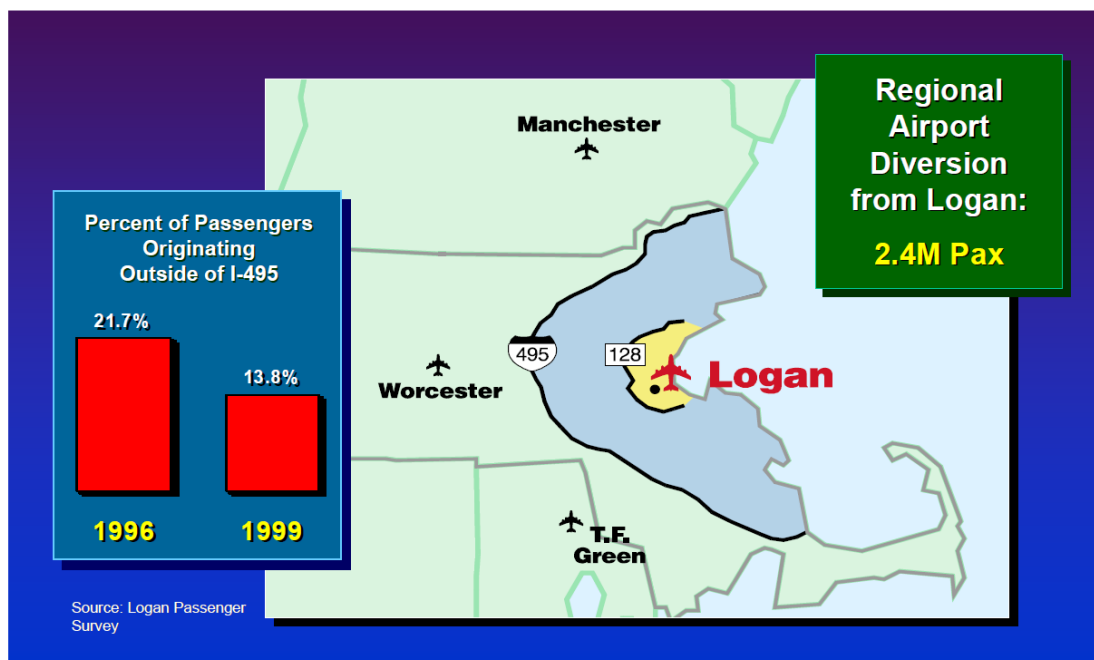 Regional
Airport
Diversion
from Logan:
2.4M Pax
Manchester
Percent of Passengers
Originating
Outside of I-495
21.7%
13.8%
1996
1999
495
128
Logan
Worcester
T.F.
Green
Source: Logan Passenger
Survey